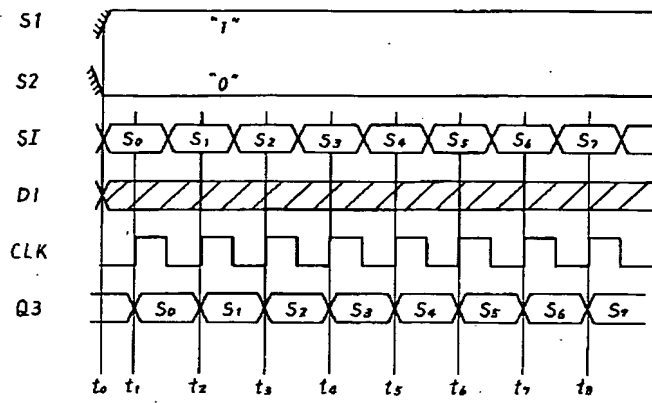 S1 "1"
S2 "0"
SI S0 S1 S2 S3 S4 S5 S6 S7
DI
CLK
Q3 S0 S1 S2 S3 S4 S5 S6 S7
t0 t1 t2 t3 t4 t5 t6 t7 t8